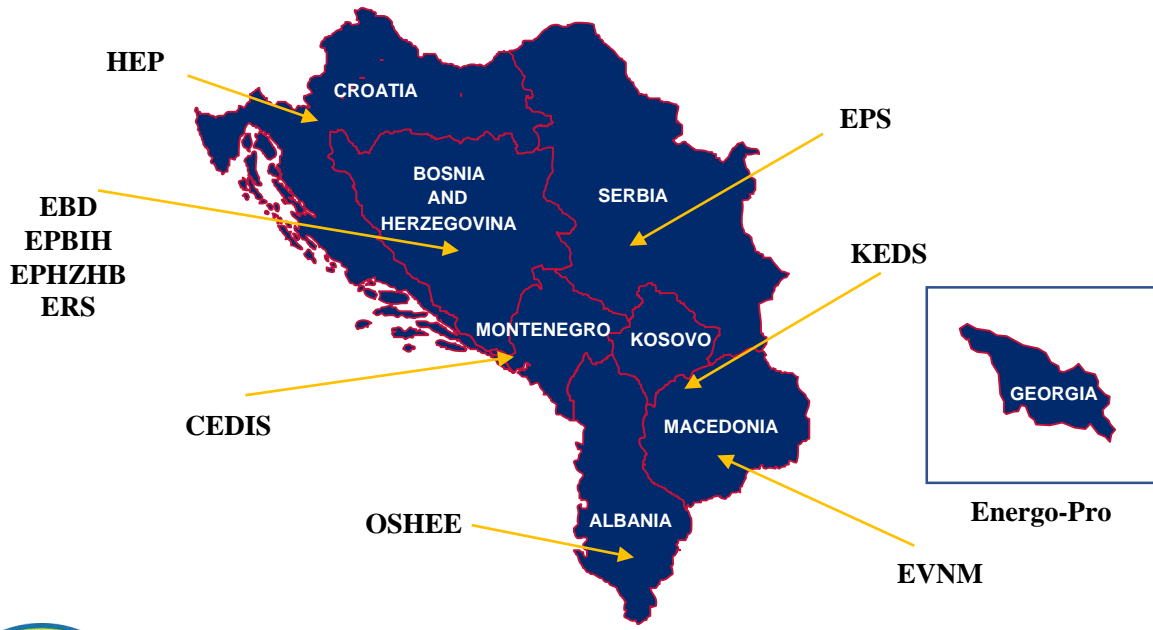 HEP
CROATIA
EPS
BOSNIA
AND
HERZEGOVINA
SERBIA
EBD
EPBIH
EPHZHB
ERS
KEDS
MONTENEGRO
KOSOVO
GEORGIA
CEDIS
MACEDONIA
Energo-Pro
OSHEE
ALBANIA
EVNM